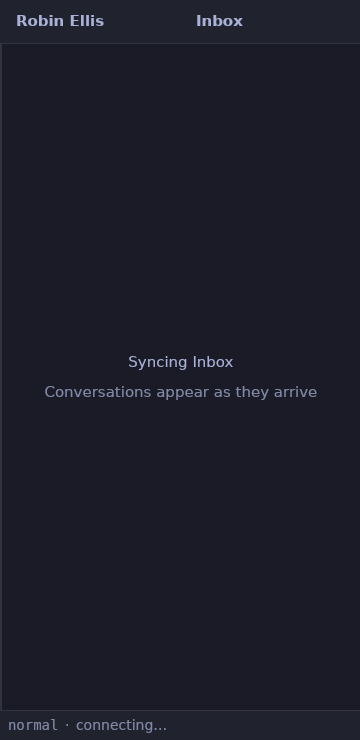 Robin Ellis Inbox
Syncing Inbox
Conversations appear as they arrive
normal · connecting…